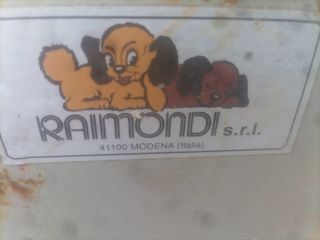 ®
RAIMONDI s.r.l.
41100 MODENA (Italia)